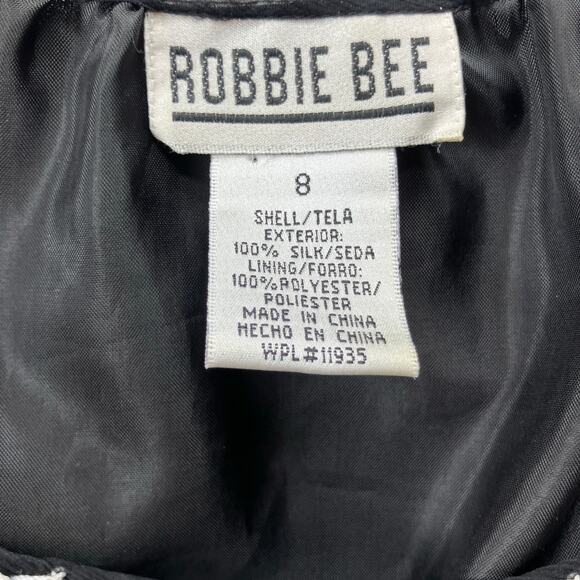 ROBBIE BEE
8
SHELL/TELA
EXTERIOR:
100% SILK/SEDA
LINING/FORRO:
100%POLYESTER/
POLIESTER
MADE IN CHINA
HECHO EN CHINA
WPL#11935